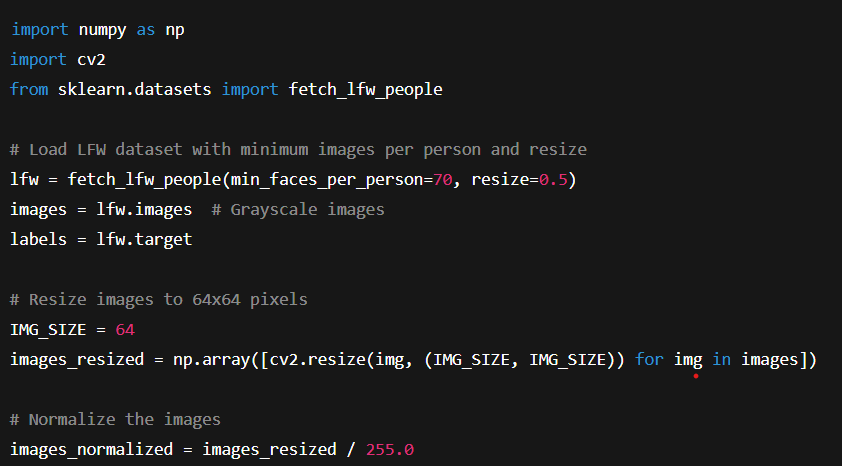 import numpy as np
import cv2
from sklearn.datasets import fetch_lfw_people
# Load LFW dataset with minimum images per person and resize
lfw = fetch_lfw_people(min_faces_per_person=70, resize=0.5)
images = lfw.images  # Grayscale images
labels = lfw.target
# Resize images to 64x64 pixels
IMG_SIZE = 64
images_resized = np.array([cv2.resize(img, (IMG_SIZE, IMG_SIZE)) for img in images])
# Normalize the images
images_normalized = images_resized / 255.0